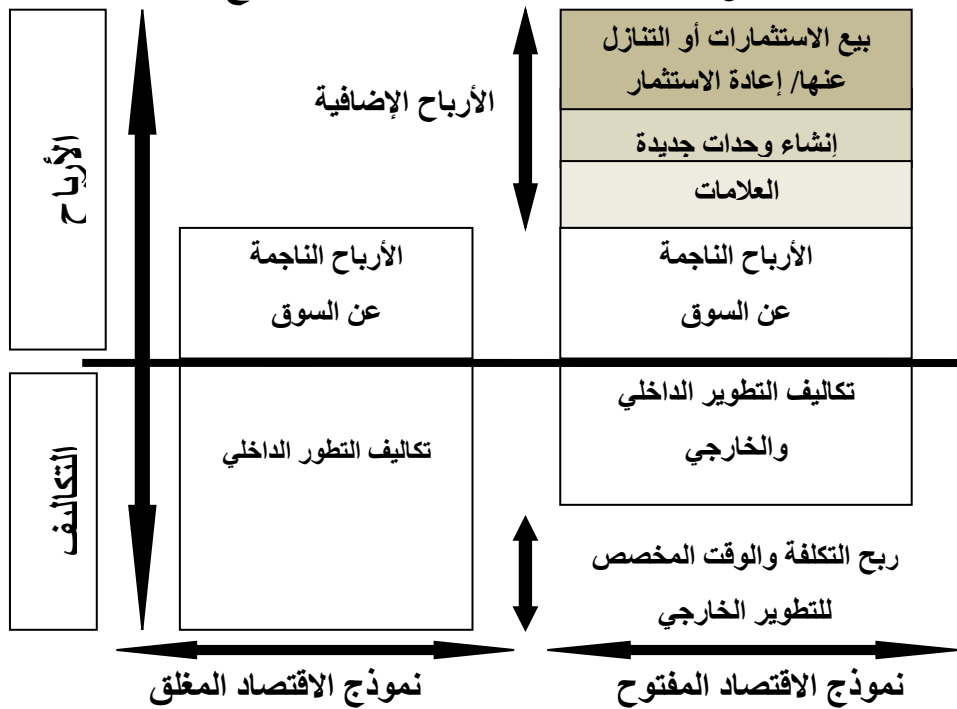 بيع الاستثمارات أو التنازل
عنها/ إعادة الاستثمار
الأرباح الإضافية
إنشاء وحدات جديدة
العلامات
الأرباح
الأرباح الناجمة
عن السوق
الأرباح الناجمة
عن السوق
تكاليف التطوير الداخلي
والخارجي
تكاليف التطور الداخلي
التكاليف
ربح التكلفة والوقت المخصص
للتطوير الخارجي
نموذج الاقتصاد المفتوح
نموذج الاقتصاد المغلق